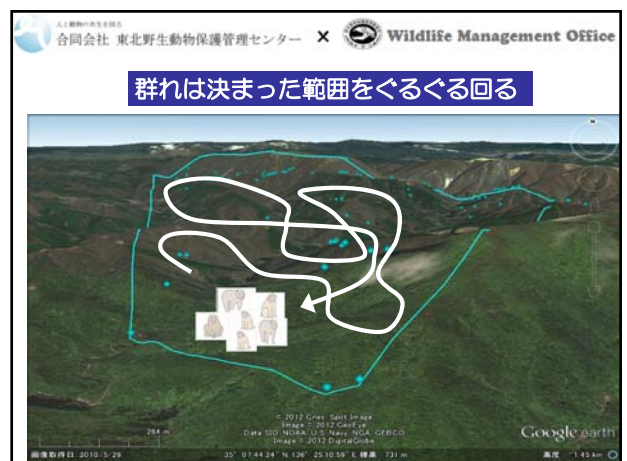 人と動物の共生を図る
合同会社 東北野生動物保護管理センター × Wildlife Management Office
群れは決まった範囲をぐるぐる回る
© 2012 Cnes/Spot Image
Image © 2012 GeoEye
Data SIO, NOAA, U.S. Navy, NGA, GEBCO
Image © 2012 DigitalGlobe
284 m
Google earth
画像取得日: 2010/5/29 35° 07'44.24" N 136° 25'10.59" E 標高 731 m 高度 1.45 km